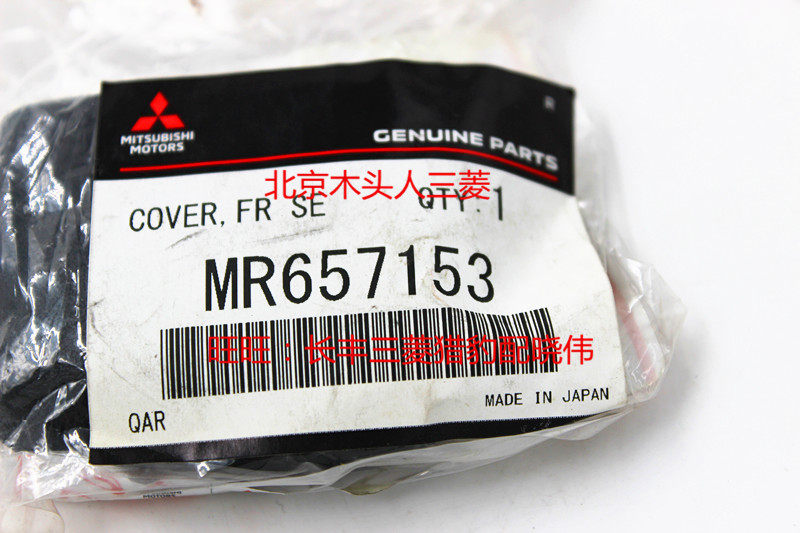 MITSUBISHI
MOTORS
GENUINE PARTS
北京木头人三菱
COVER, FR SE QTY. 1
MR657153
旺旺：长丰三菱猎豹配晓伟
QAR
MADE IN JAPAN
MOTORS